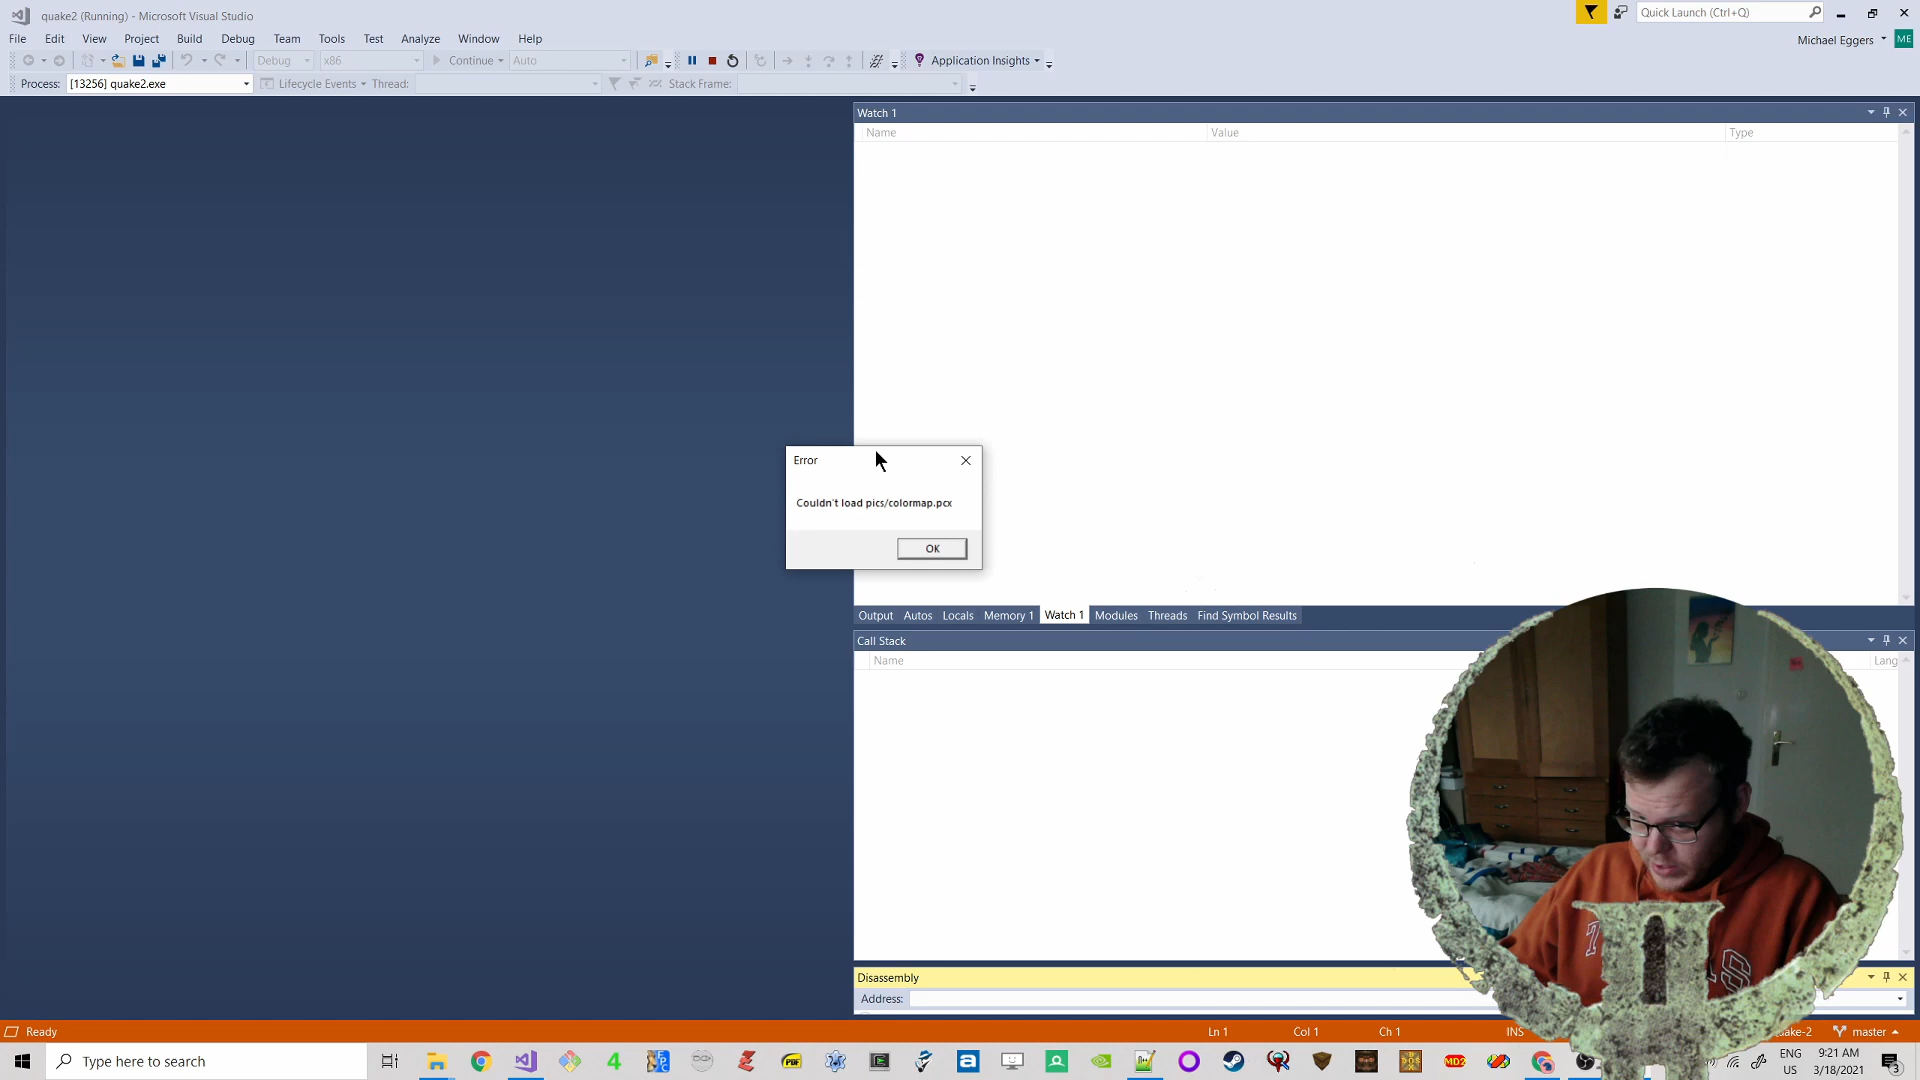 quake2 (Running) - Microsoft Visual Studio
Quick Launch (Ctrl+Q)
File Edit View Project Build Debug Team Tools Test Analyze Window Help
Michael Eggers ME
Debug x86 Continue Auto Application Insights
Process: [13256] quake2.exe Lifecycle Events Thread: Stack Frame:
Watch 1
Name Value Type
Error
Couldn't load pics/colormap.pcx
OK
Output Autos Locals Memory 1 Watch 1 Modules Threads Find Symbol Results
Call Stack
Name Lang
Disassembly
Address:
Ready Ln 1 Col 1 Ch 1 INS master
Type here to search
ENG
US
9:21 AM
3/18/2021
3